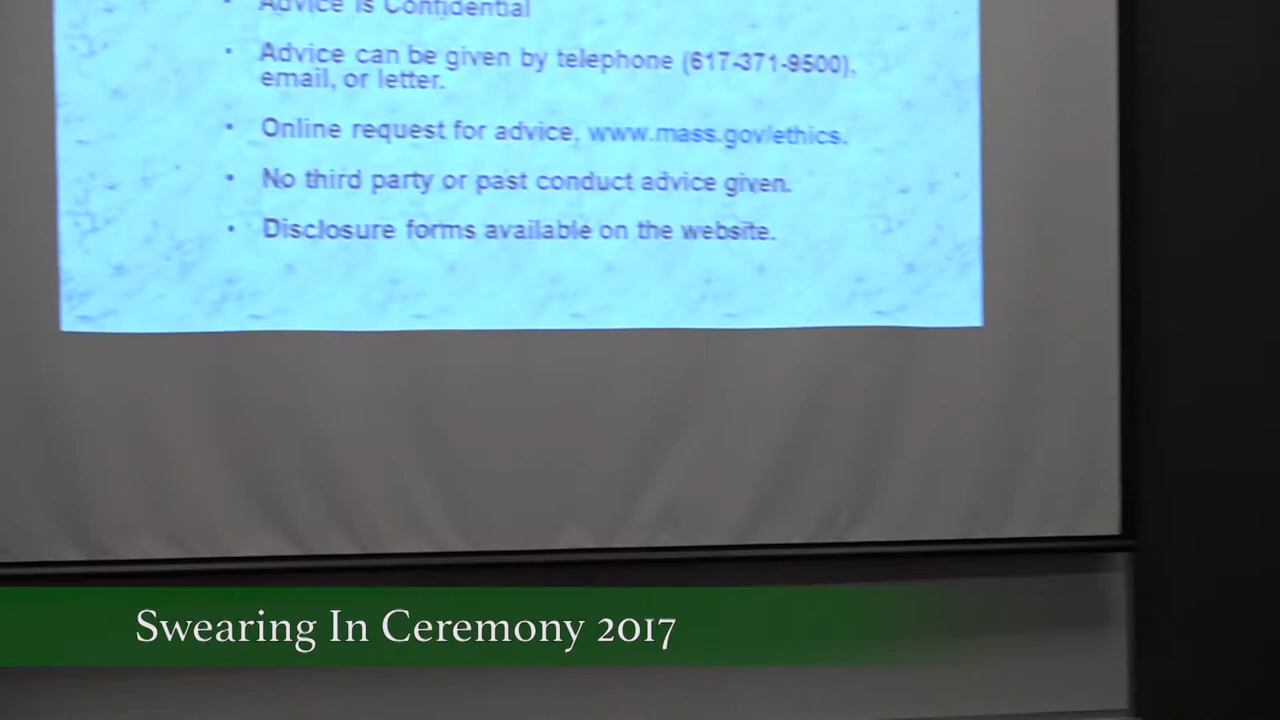 • Advice is Confidential
• Advice can be given by telephone (617-371-9500),
email, or letter.
• Online request for advice, www.mass.gov/ethics.
• No third party or past conduct advice given.
• Disclosure forms available on the website.
Swearing In Ceremony 2017